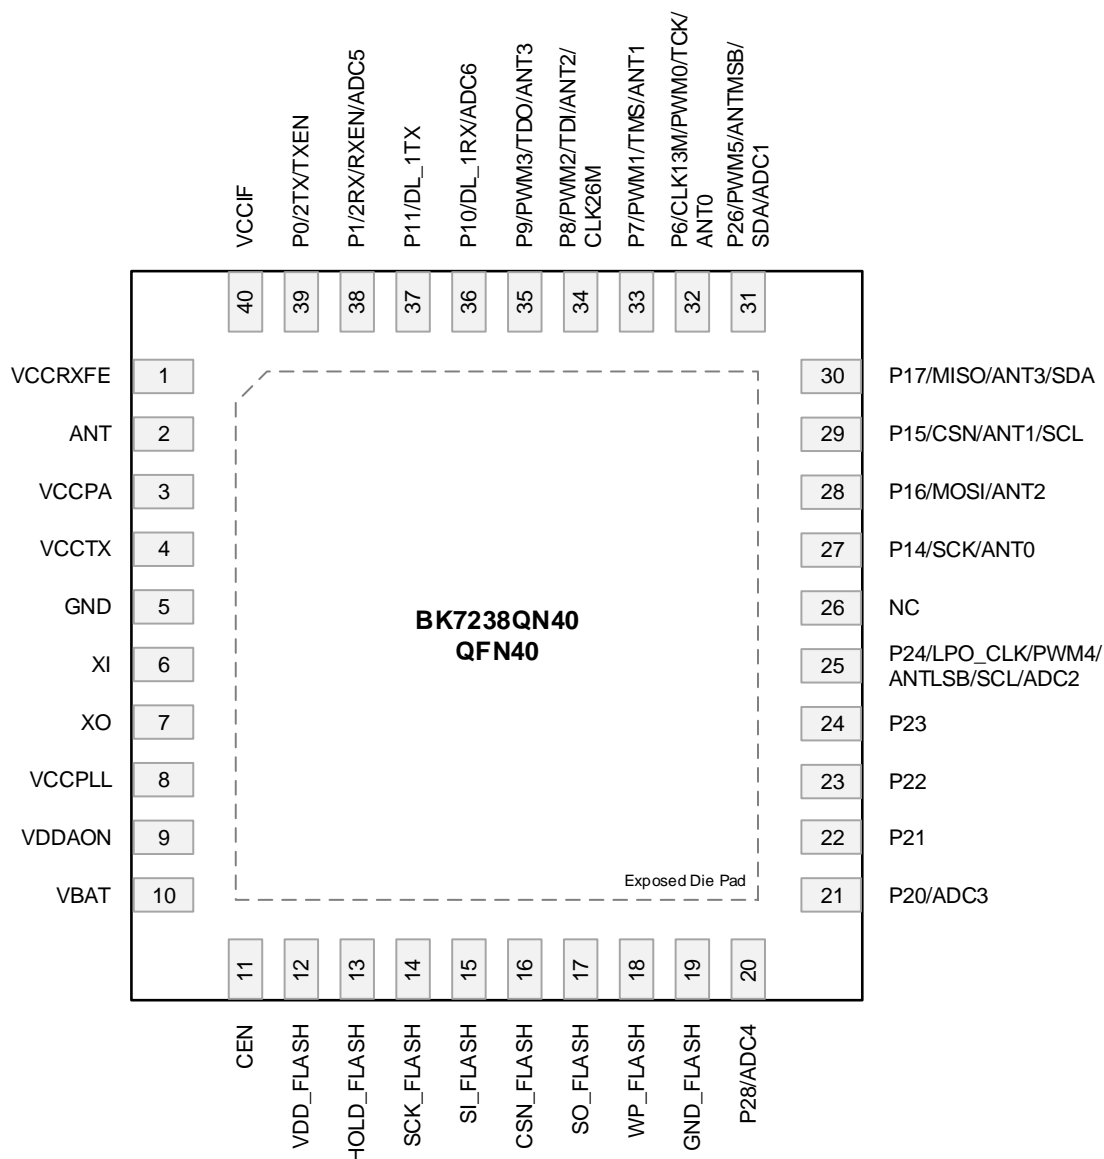 VCCIF
P0/2TX/TXEN
P1/2RX/RXEN/ADC5
P11/DL_1TX
P10/DL_1RX/ADC6
P9/PWM3/TDO/ANT3
P8/PWM2/TDI/ANT2/
CLK26M
P7/PWM1/TMS/ANT1
P6/CLK13M/PWM0/TCK/
ANT0
P26/PWM5/ANTMSB/
SDA/ADC1
40
39
38
37
36
35
34
33
32
31
VCCRXFE
1
ANT
2
VCCPA
3
VCCTX
4
GND
5
XI
6
XO
7
VCCPLL
8
VDDAON
9
VBAT
10
BK7238QN40
QFN40
Exposed Die Pad
30
P17/MISO/ANT3/SDA
29
P15/CSN/ANT1/SCL
28
P16/MOSI/ANT2
27
P14/SCK/ANT0
26
NC
25
P24/LPO_CLK/PWM4/
ANTLSB/SCL/ADC2
24
P23
23
P22
22
P21
21
P20/ADC3
11
12
13
14
15
16
17
18
19
20
CEN
VDD_FLASH
HOLD_FLASH
SCK_FLASH
SI_FLASH
CSN_FLASH
SO_FLASH
WP_FLASH
GND_FLASH
P28/ADC4